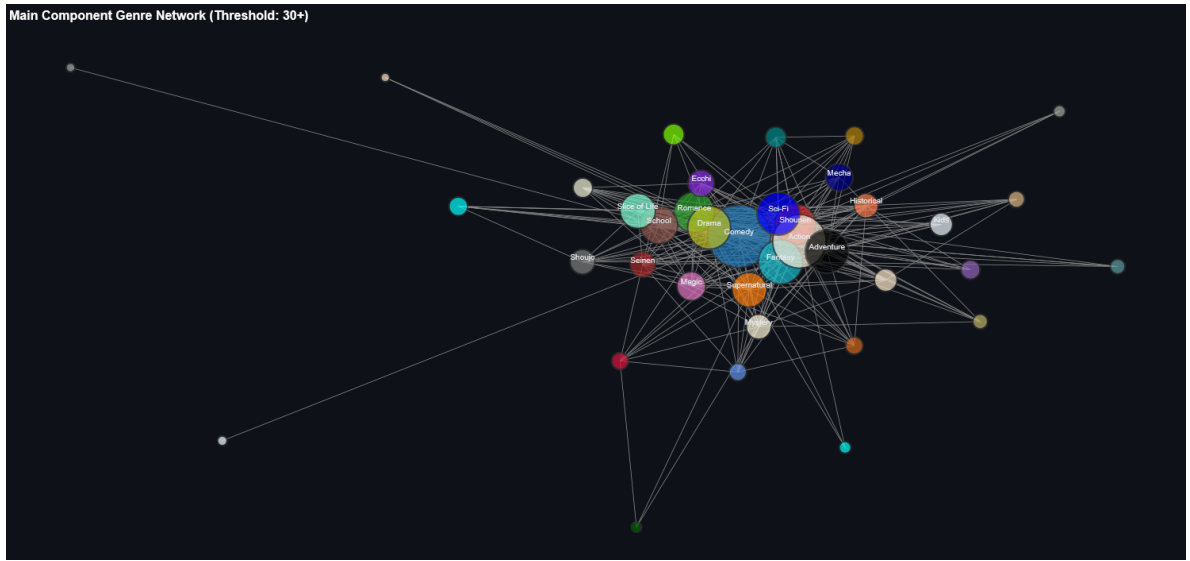 Main Component Genre Network (Threshold: 30+)
Mecha
Ecchi
Historical
Slice of Life
Romance
Sci-Fi
School
Drama
Shounen
Kids
Comedy
Action
Adventure
Shoujo
Seinen
Fantasy
Magic
Supernatural
Mystery